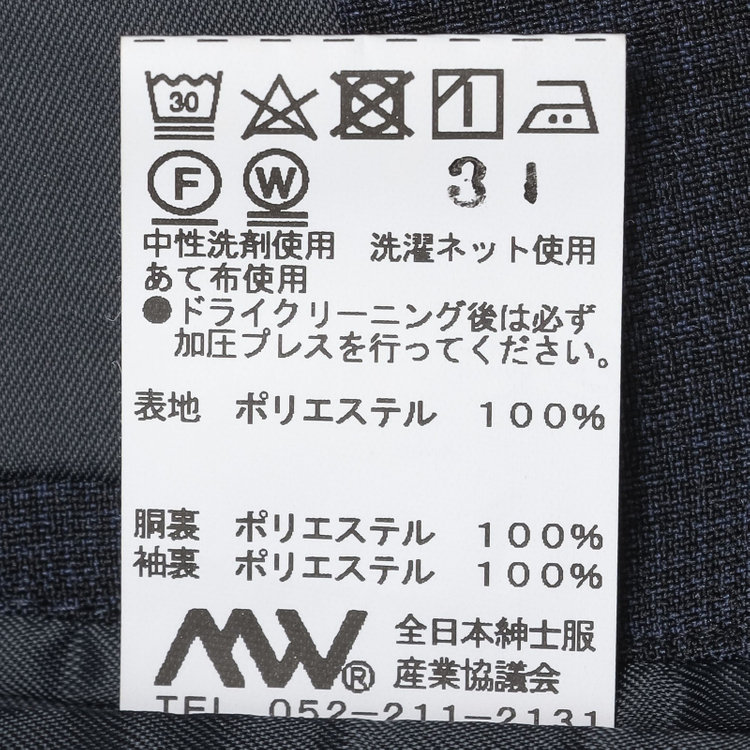 30
F W 31
中性洗剤使用 洗濯ネット使用
あて布使用
●ドライクリーニング後は必ず
加圧プレスを行ってください。
表地 ポリエステル 100%
胴裏 ポリエステル 100%
袖裏 ポリエステル 100%
MW® 全日本紳士服
産業協議会
TEL 052-211-2131